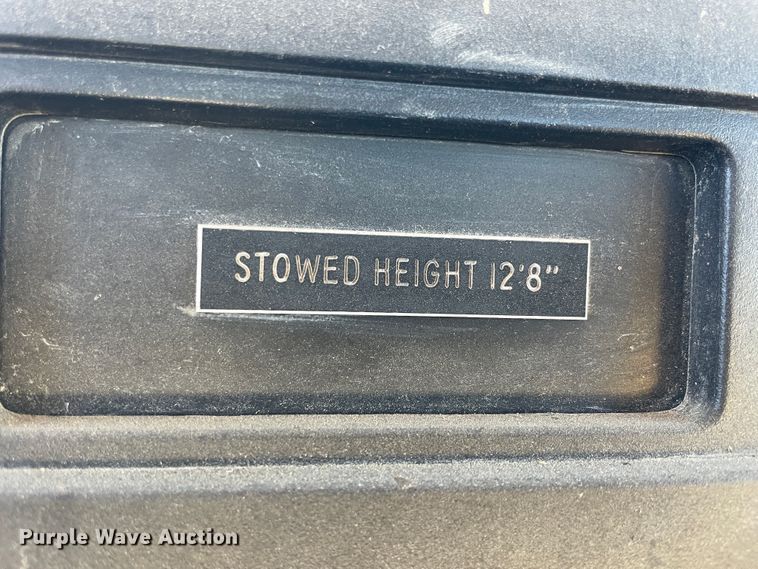 STOWED HEIGHT 12'8"
Purple Wave Auction